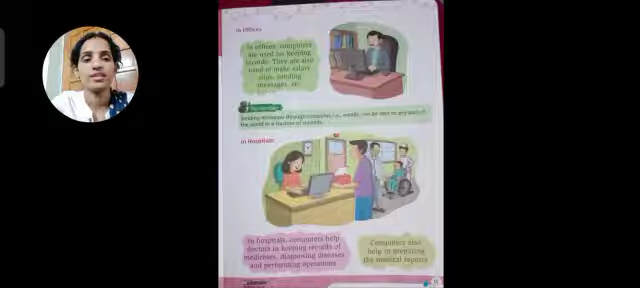 In Offices
In offices, computers
are used for keeping
records. They are also
used to make salary
slips, sending
messages, etc.
Sending messages through computer, i.e., emails, can be sent to any part of
the world in a fraction of seconds.
In Hospitals
In hospitals, computers help
doctors in keeping records of
medicines, diagnosing diseases
and performing operations
Computers also
help in preparing
the medical reports